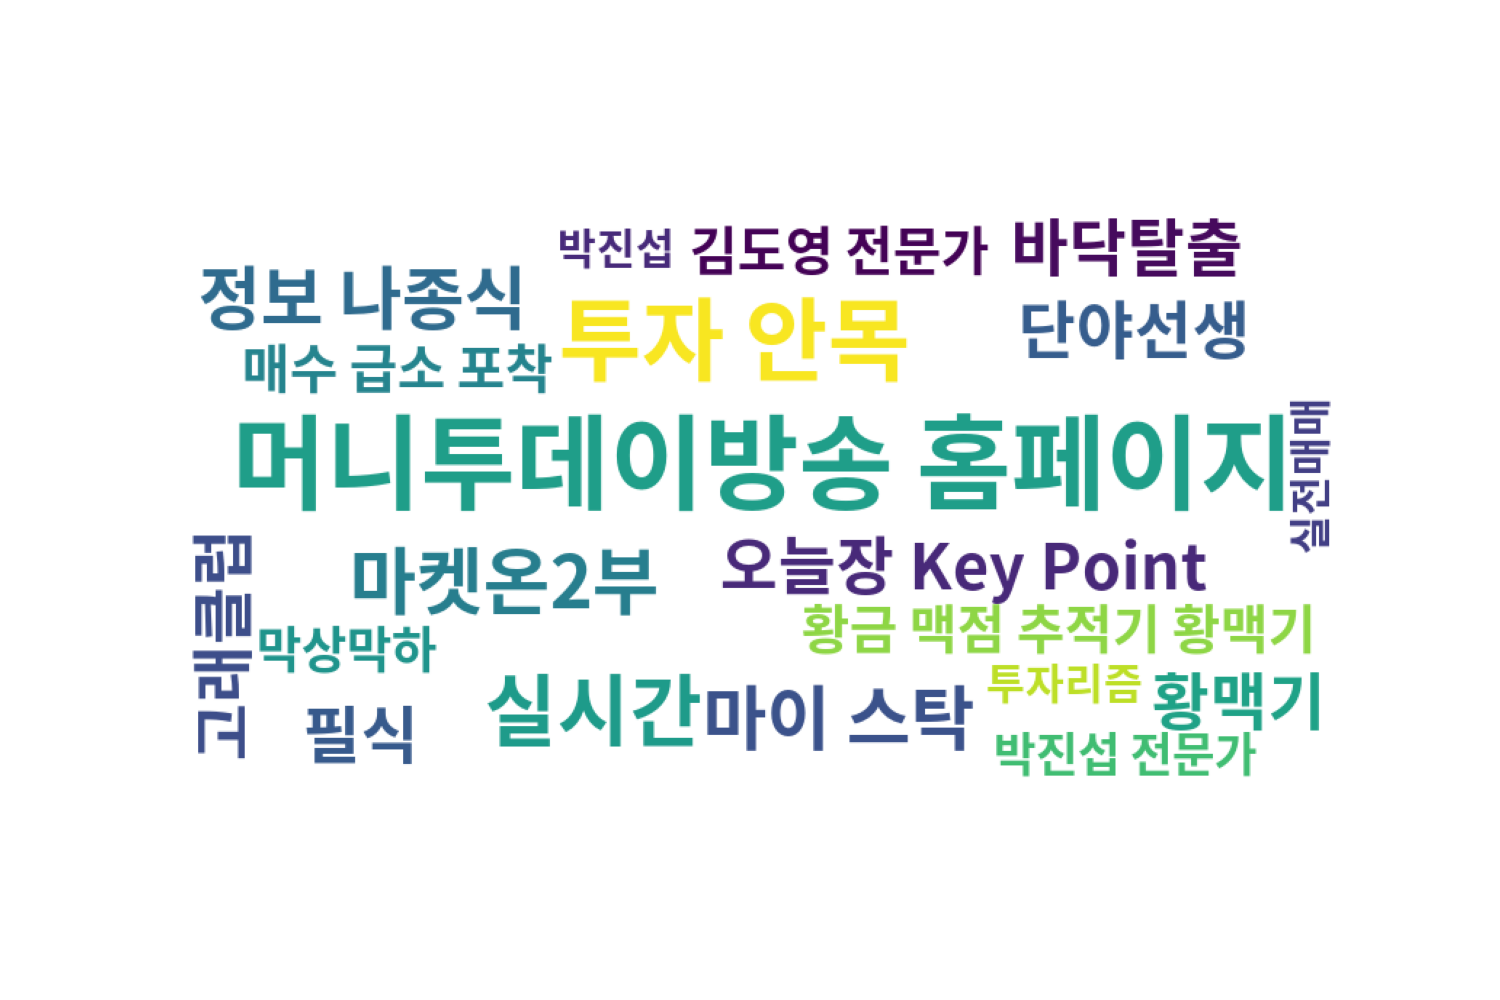 박진섭 김도영 전문가 바닥탈출
정보 나종식
투자 안목
단야선생
매수 급소 포착
머니투데이방송 홈페이지
실전매매
오늘장 Key Point
마켓온2부
고래클럽
황금 맥점 추적기 황맥기
막상막하
투자리즘
황맥기
실시간
마이 스탁
필식
박진섭 전문가